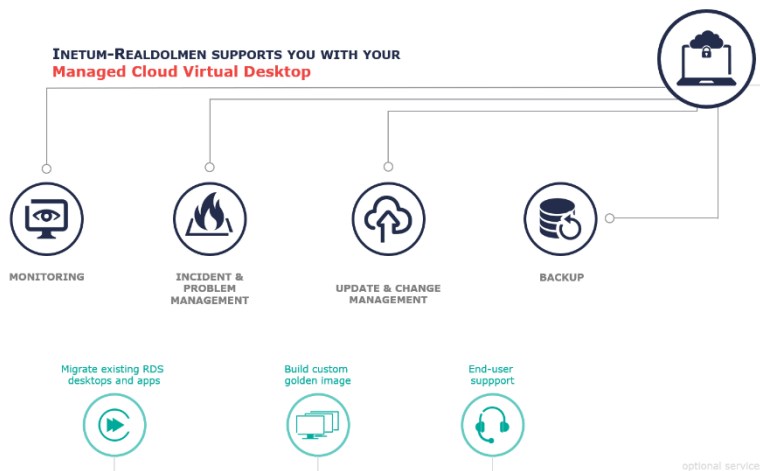 INETUM-REALDOLMEN SUPPORTS YOU WITH YOUR
Managed Cloud Virtual Desktop
MONITORING
INCIDENT &
PROBLEM
MANAGEMENT
UPDATE & CHANGE
MANAGEMENT
BACKUP
Migrate existing RDS
desktops and apps
Build custom
golden image
End-user
suppport
optional service